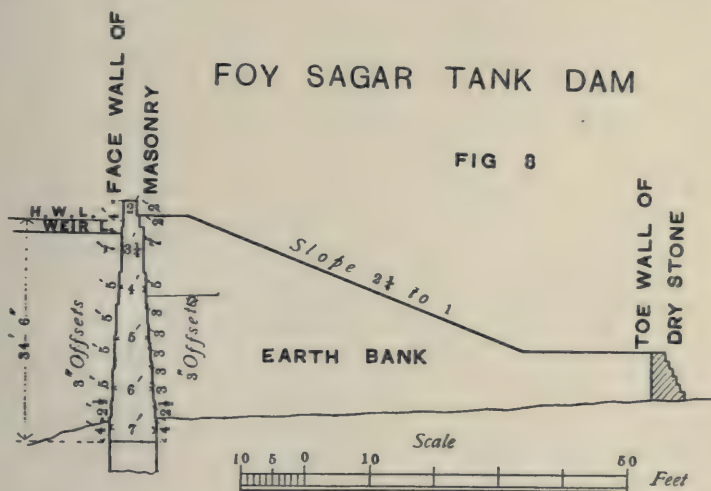 FOY SAGAR TANK DAM
FIG 8
FACE WALL OF
MASONRY
H.W.L.
WEIR L.
34'-6"
3" Offsets
3" Offsets
2'
4'
5'
6'
7'
Slope 2¼ to 1
EARTH BANK
TOE WALL OF
DRY STONE
Scale
10 5 0 10 50
Feet